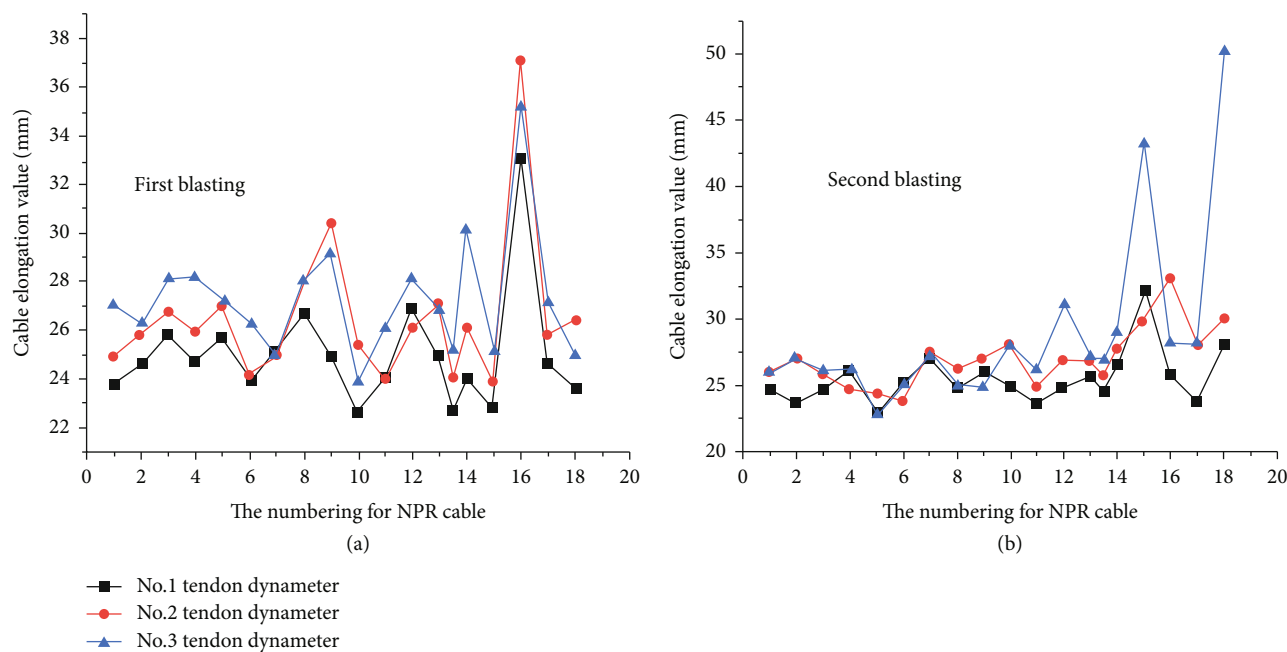 38
36
34
32
30
28
26
24
22
0 2 4 6 8 10 12 14 16 18 20
Cable elongation value (mm)
First blasting
The numbering for NPR cable
(a)
50
45
40
35
30
25
20
0 2 4 6 8 10 12 14 16 18 20
Cable elongation value (mm)
Second blasting
The numbering for NPR cable
(b)
No.1 tendon dynameter
No.2 tendon dynameter
No.3 tendon dynameter